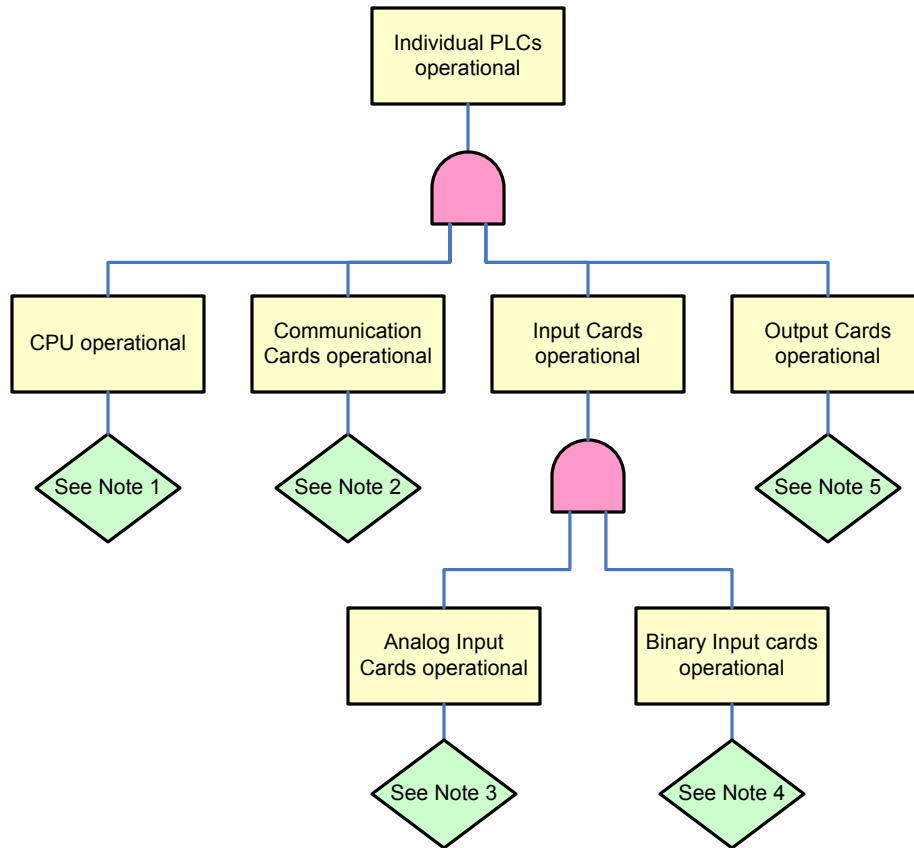 Individual PLCs
operational
CPU operational
Communication
Cards operational
Input Cards
operational
Output Cards
operational
See Note 1
See Note 2
See Note 5
Analog Input
Cards operational
Binary Input cards
operational
See Note 3
See Note 4